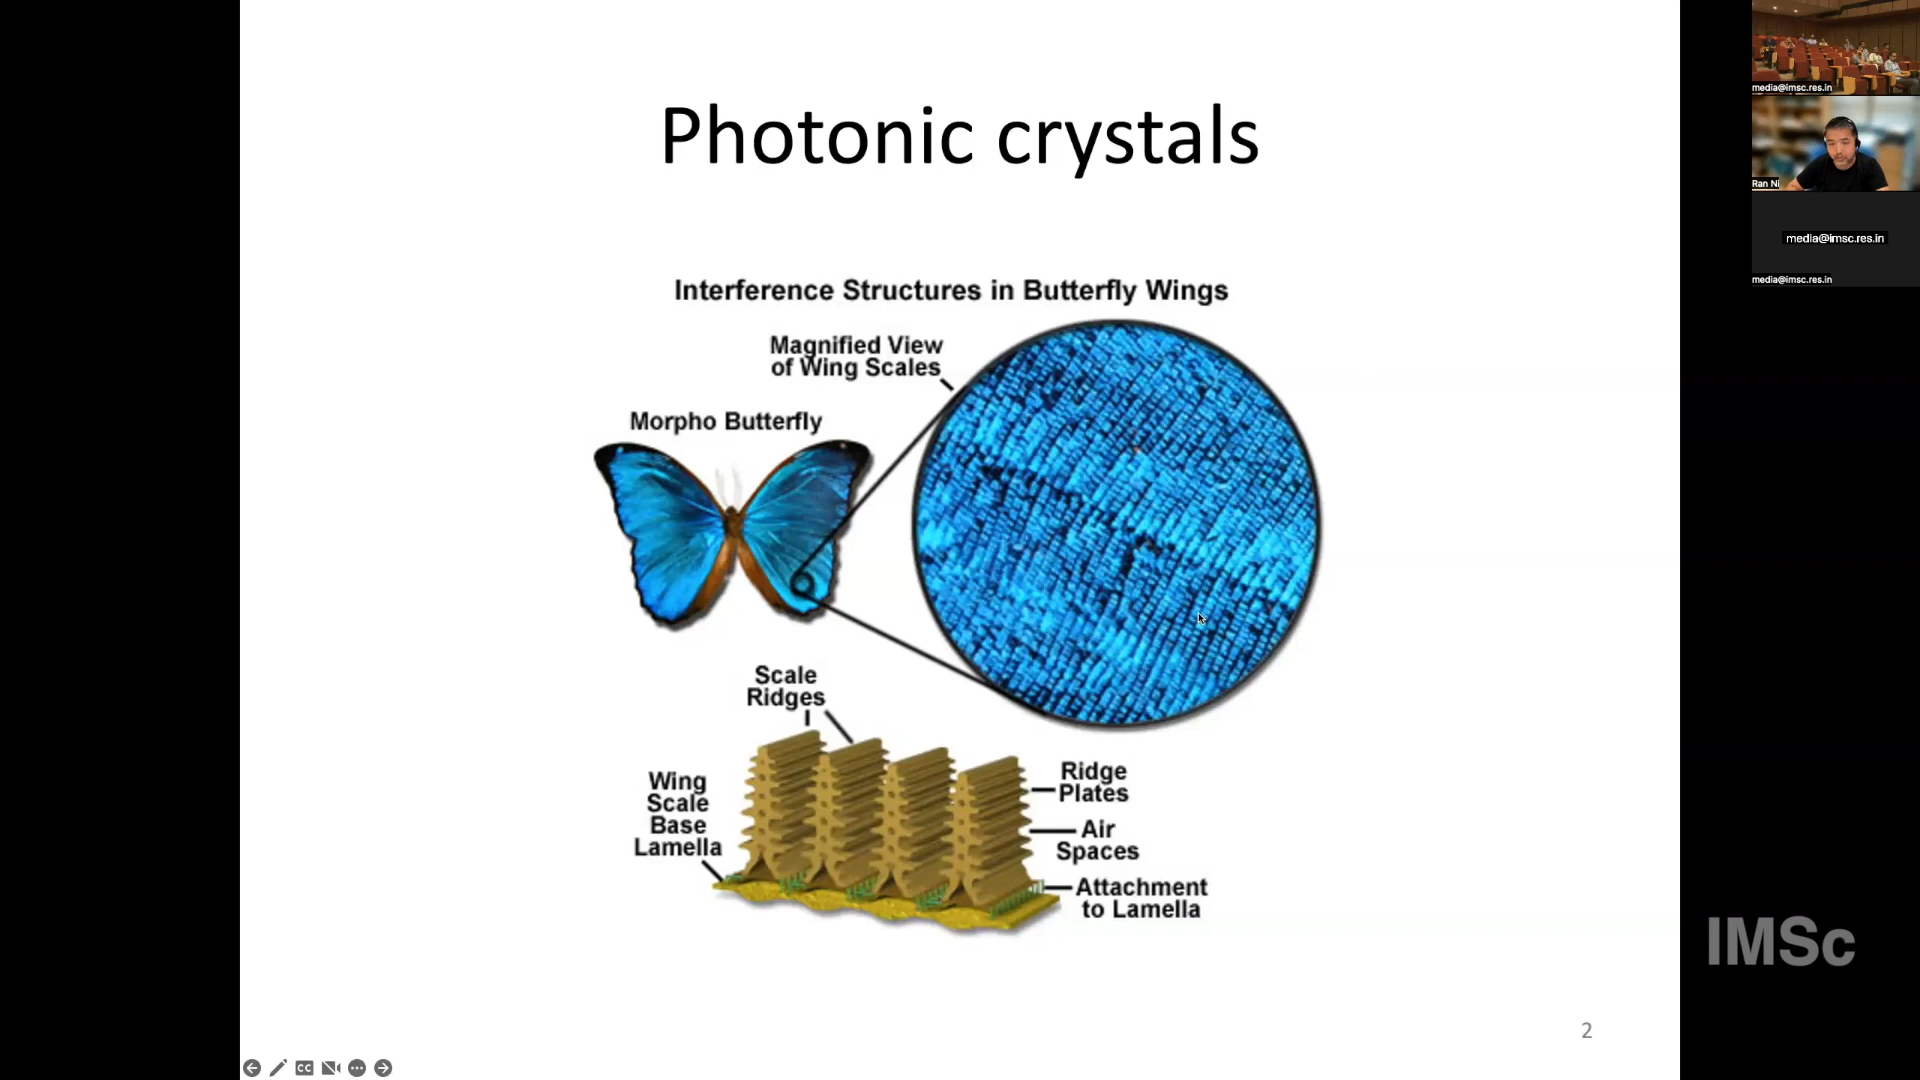 Photonic crystals
Interference Structures in Butterfly Wings
Magnified View
of Wing Scales
Morpho Butterfly
Scale
Ridges
Wing
Scale
Base
Lamella
Ridge
Plates
Air
Spaces
Attachment
to Lamella
2
CC
media@imsc.res.in
Ran Ni
media@imsc.res.in
media@imsc.res.in
IMSc